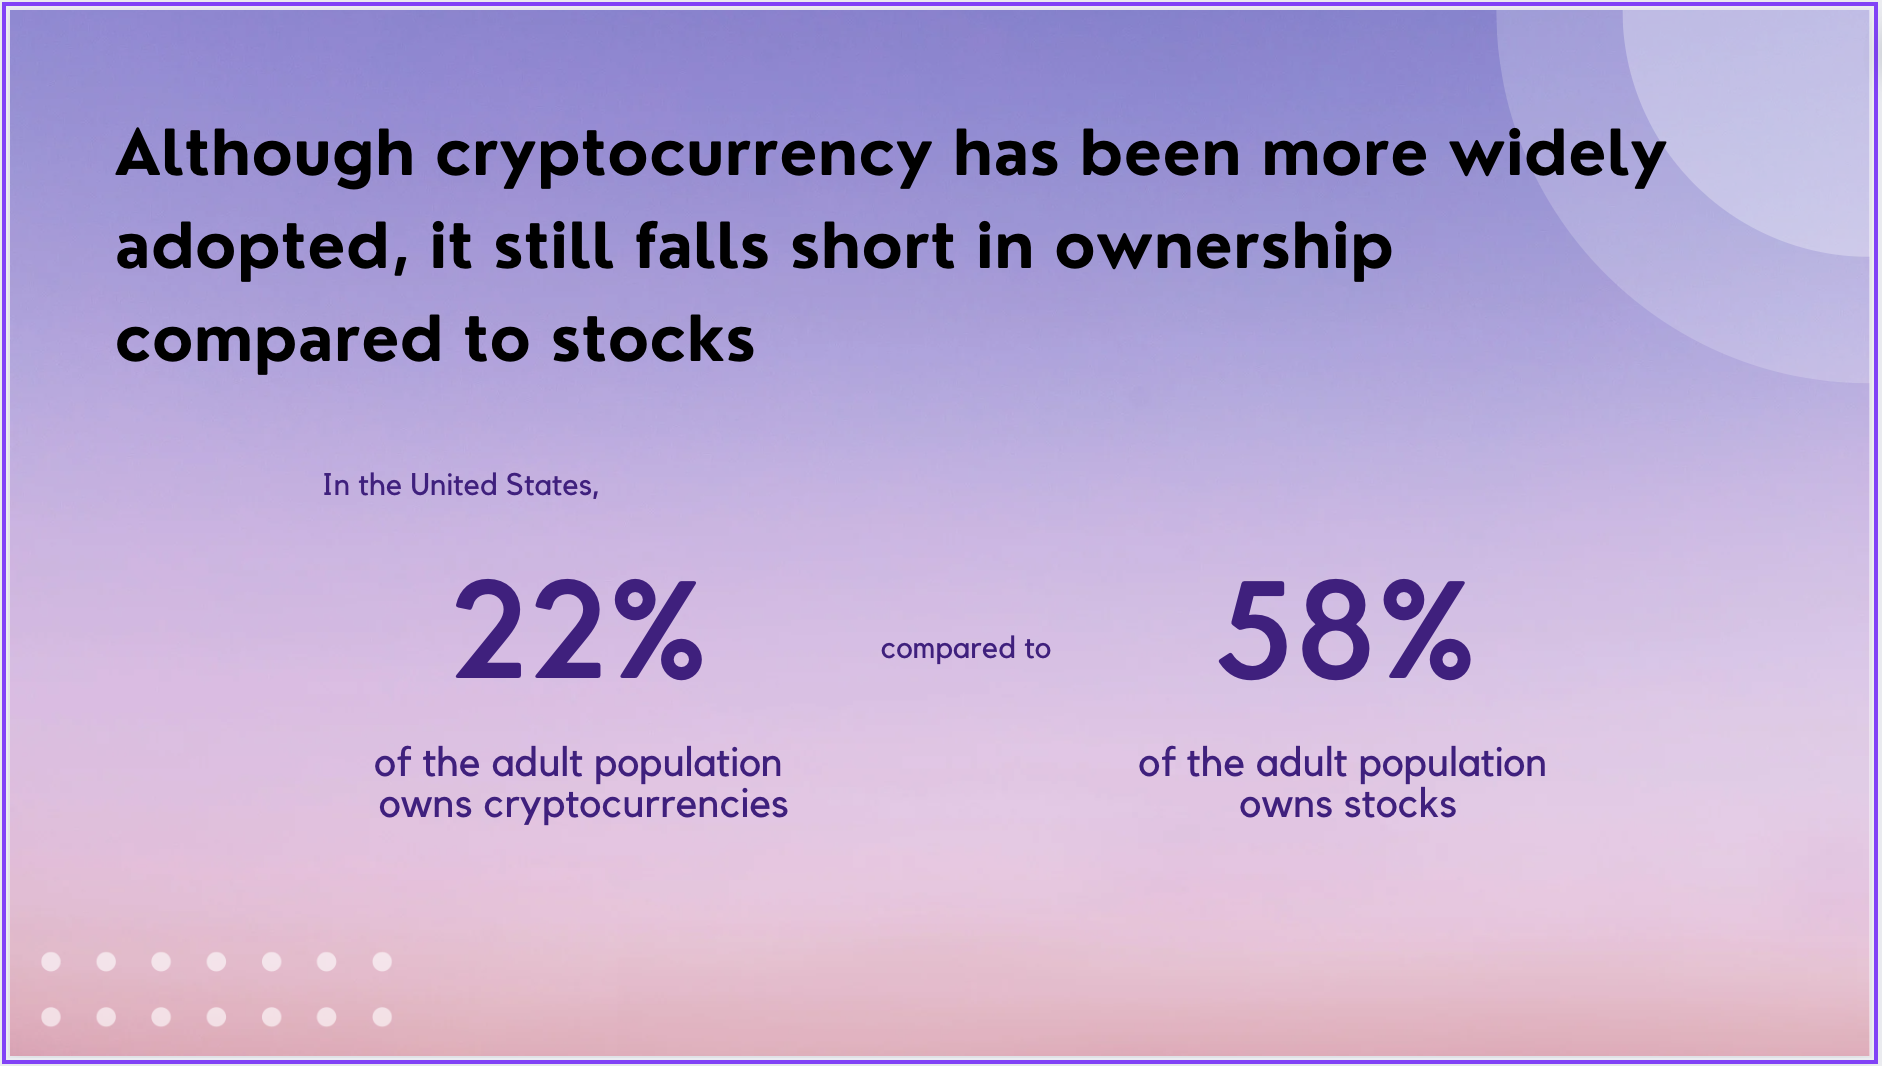 Although cryptocurrency has been more widely
adopted, it still falls short in ownership
compared to stocks
In the United States,
22%
of the adult population
owns cryptocurrencies
compared to
58%
of the adult population
owns stocks